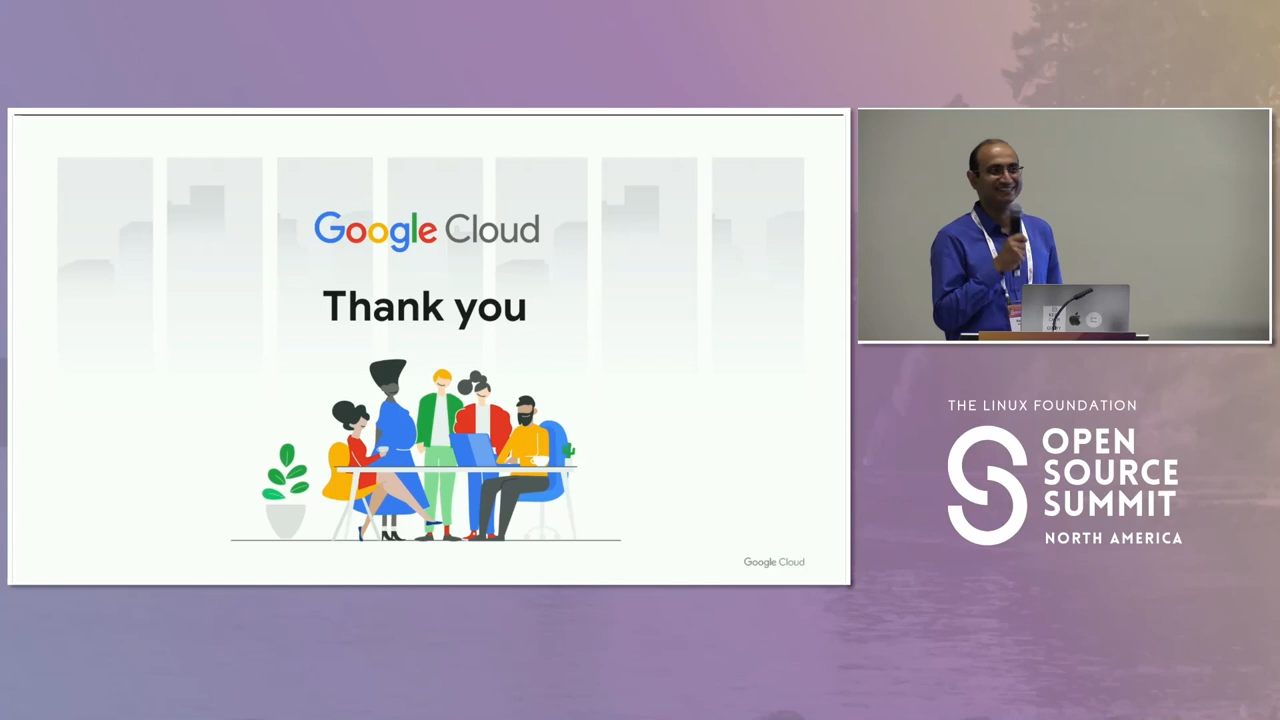 Google Cloud
Thank you
Google Cloud
THE LINUX FOUNDATION
OPEN
SOURCE
SUMMIT
NORTH AMERICA